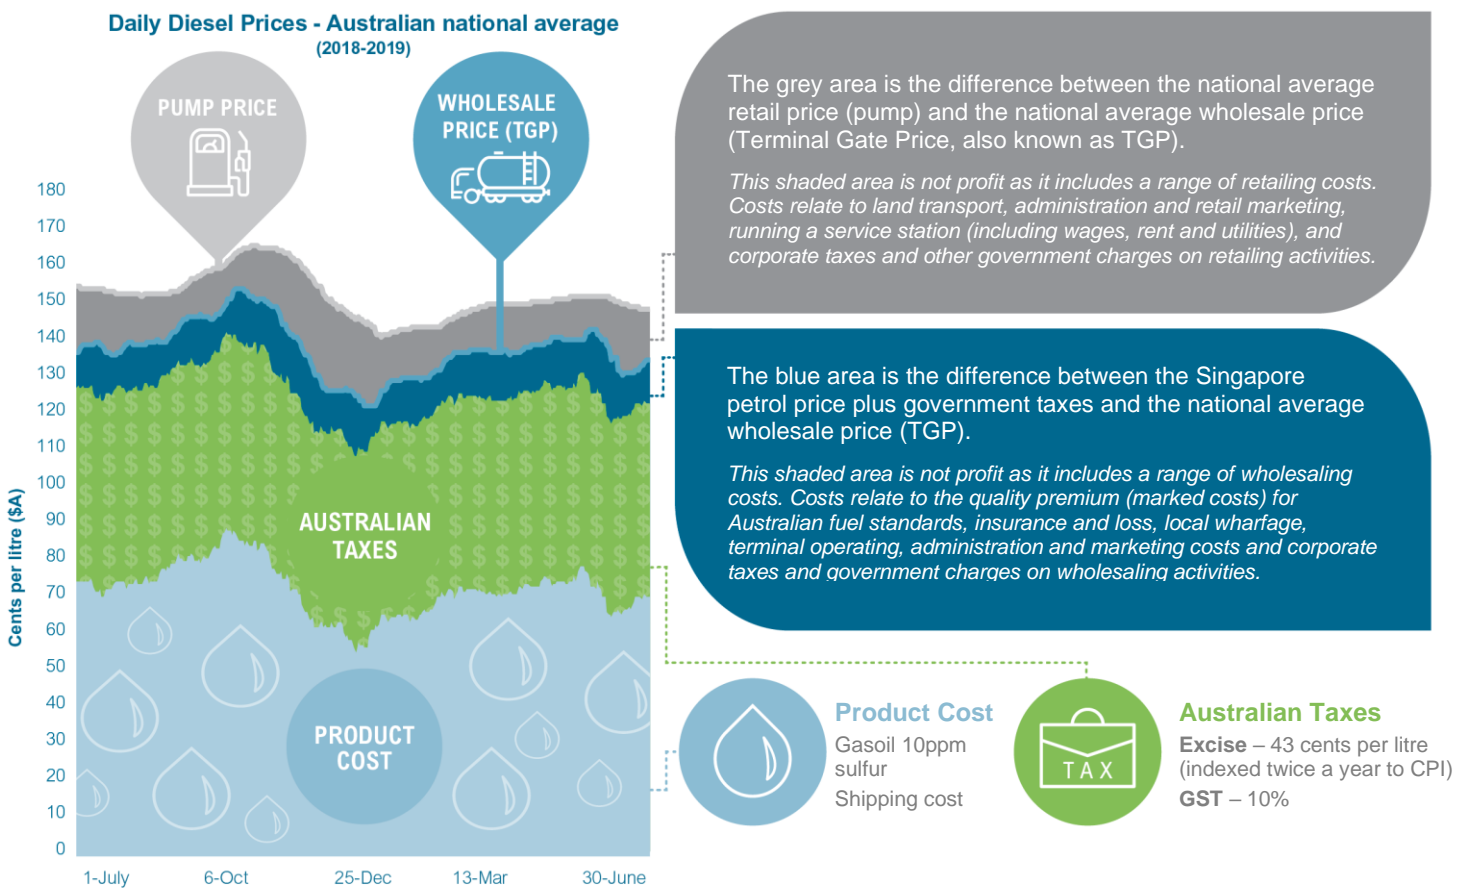 Daily Diesel Prices - Australian national average
(2018-2019)
PUMP PRICE
WHOLESALE
PRICE (TGP)
180
170
160
150
140
130
120
110
100
90
80
70
60
50
40
30
20
10
0
Cents per litre ($A)
1-July
6-Oct
25-Dec
13-Mar
30-June
AUSTRALIAN
TAXES
PRODUCT
COST
The grey area is the difference between the national average
retail price (pump) and the national average wholesale price
(Terminal Gate Price, also known as TGP).
This shaded area is not profit as it includes a range of retailing costs.
Costs relate to land transport, administration and retail marketing,
running a service station (including wages, rent and utilities), and
corporate taxes and other government charges on retailing activities.
The blue area is the difference between the Singapore
petrol price plus government taxes and the national average
wholesale price (TGP).
This shaded area is not profit as it includes a range of wholesaling
costs. Costs relate to the quality premium (marked costs) for
Australian fuel standards, insurance and loss, local wharfage,
terminal operating, administration and marketing costs and corporate
taxes and government charges on wholesaling activities.
Product Cost
Gasoil 10ppm
sulfur
Shipping cost
TAX
Australian Taxes
Excise – 43 cents per litre
(indexed twice a year to CPI)
GST – 10%